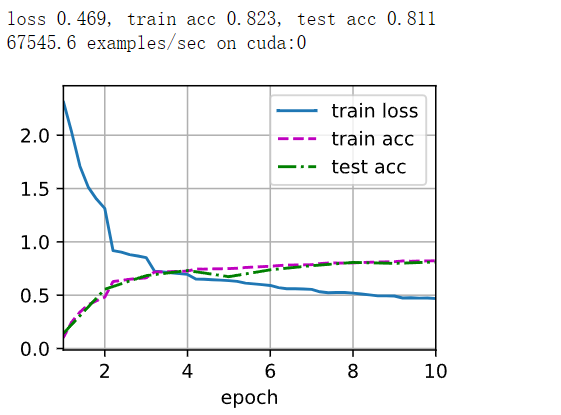 loss 0.469, train acc 0.823, test acc 0.811
67545.6 examples/sec on cuda:0
train loss
train acc
test acc
2.0
1.5
1.0
0.5
0.0
2 4 6 8 10
epoch